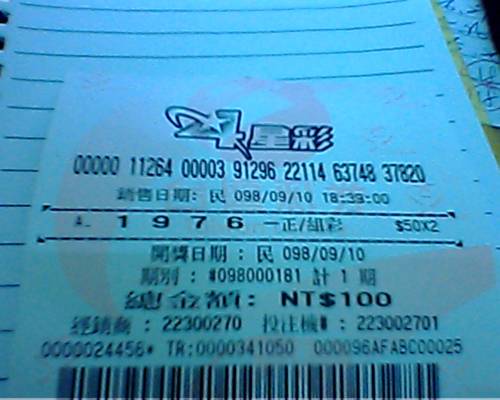 4星彩
00000 11264 00003 91296 22114 63748 37820
銷售日期: 民 098/09/10 18:39:00
A. 1 9 7 6 一正/組彩 $50X2
開獎日期 : 民 098/09/10
期別 : #098000181 計 1 期
總金額: NT$100
經銷商 : 22300270 投注機# : 223002701
0000024456* TR:0000341050 000096AFABC00025